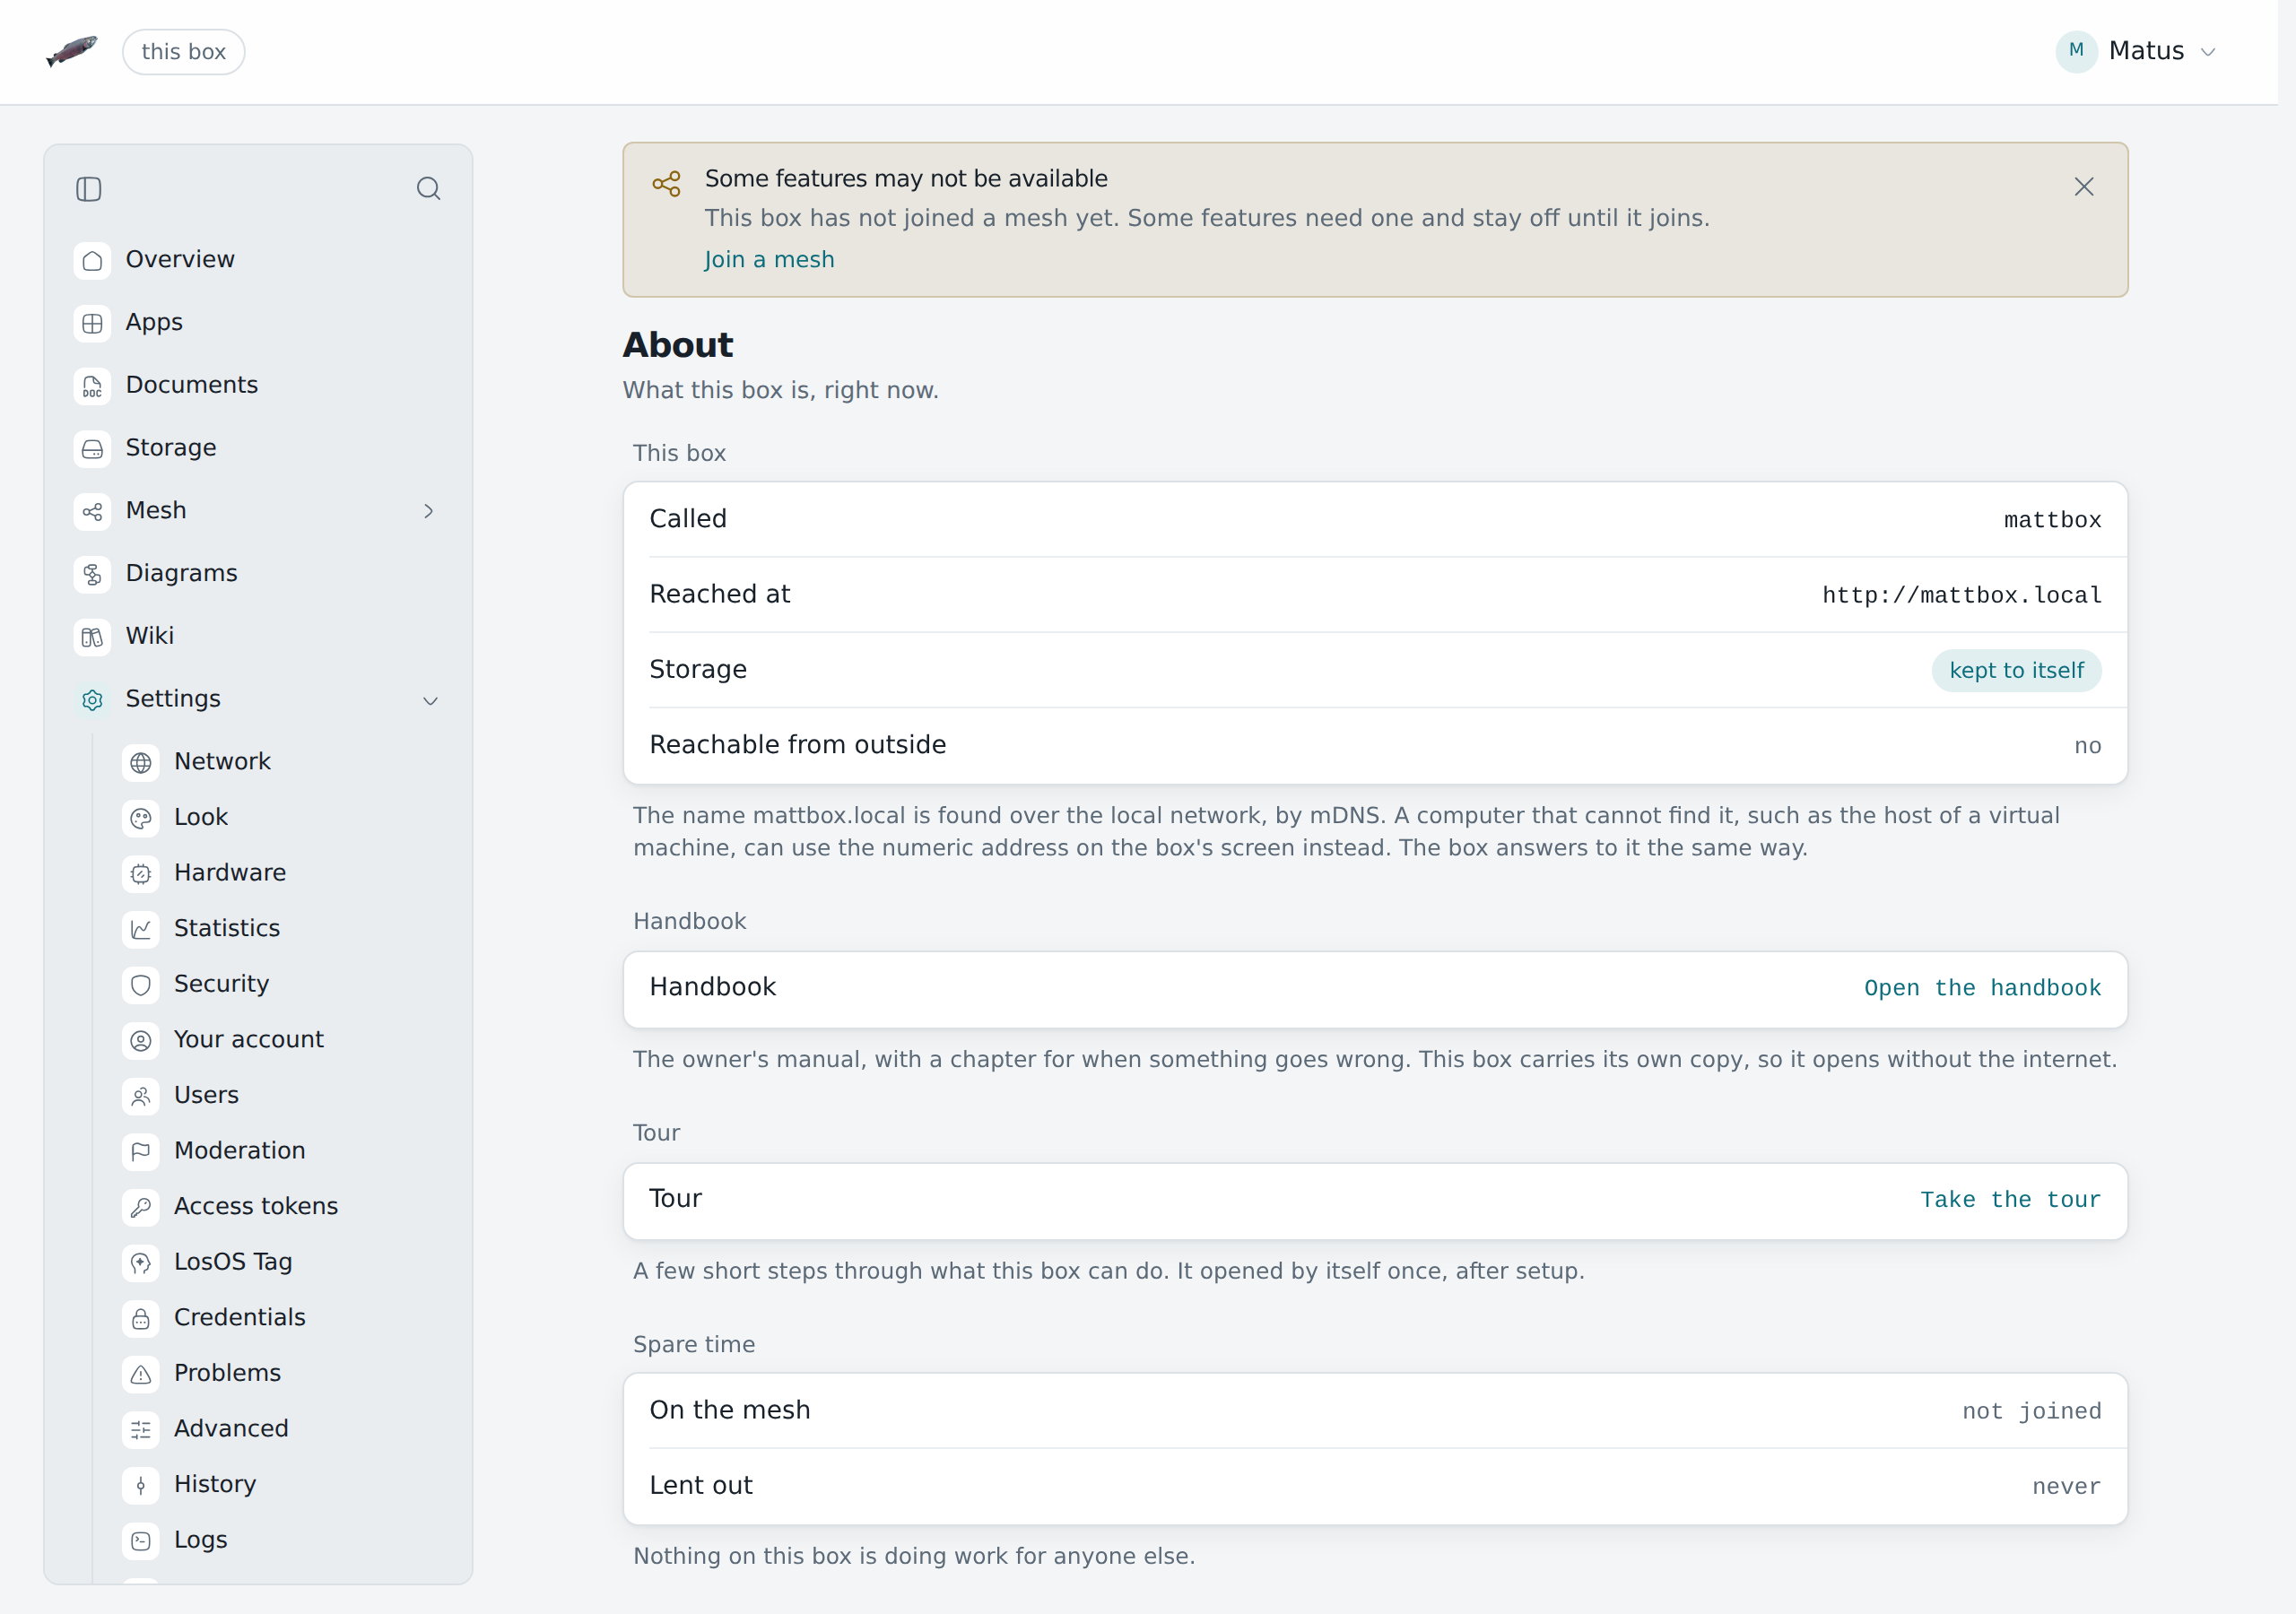 this box
M
Matus
Overview
Apps
Documents
Storage
Mesh
Diagrams
Wiki
Settings
Network
Look
Hardware
Statistics
Security
Your account
Users
Moderation
Access tokens
LosOS Tag
Credentials
Problems
Advanced
History
Logs
Some features may not be available
This box has not joined a mesh yet. Some features need one and stay off until it joins.
Join a mesh
About
What this box is, right now.
This box
Called mattbox
Reached at http://mattbox.local
Storage kept to itself
Reachable from outside no
The name mattbox.local is found over the local network, by mDNS. A computer that cannot find it, such as the host of a virtual
machine, can use the numeric address on the box's screen instead. The box answers to it the same way.
Handbook
Handbook Open the handbook
The owner's manual, with a chapter for when something goes wrong. This box carries its own copy, so it opens without the internet.
Tour
Tour Take the tour
A few short steps through what this box can do. It opened by itself once, after setup.
Spare time
On the mesh not joined
Lent out never
Nothing on this box is doing work for anyone else.